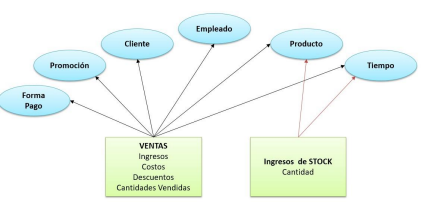 Empleado
Cliente
Producto
Promoción
Tiempo
Forma
Pago
VENTAS
Ingresos
Costos
Descuentos
Cantidades Vendidas
Ingresos de STOCK
Cantidad